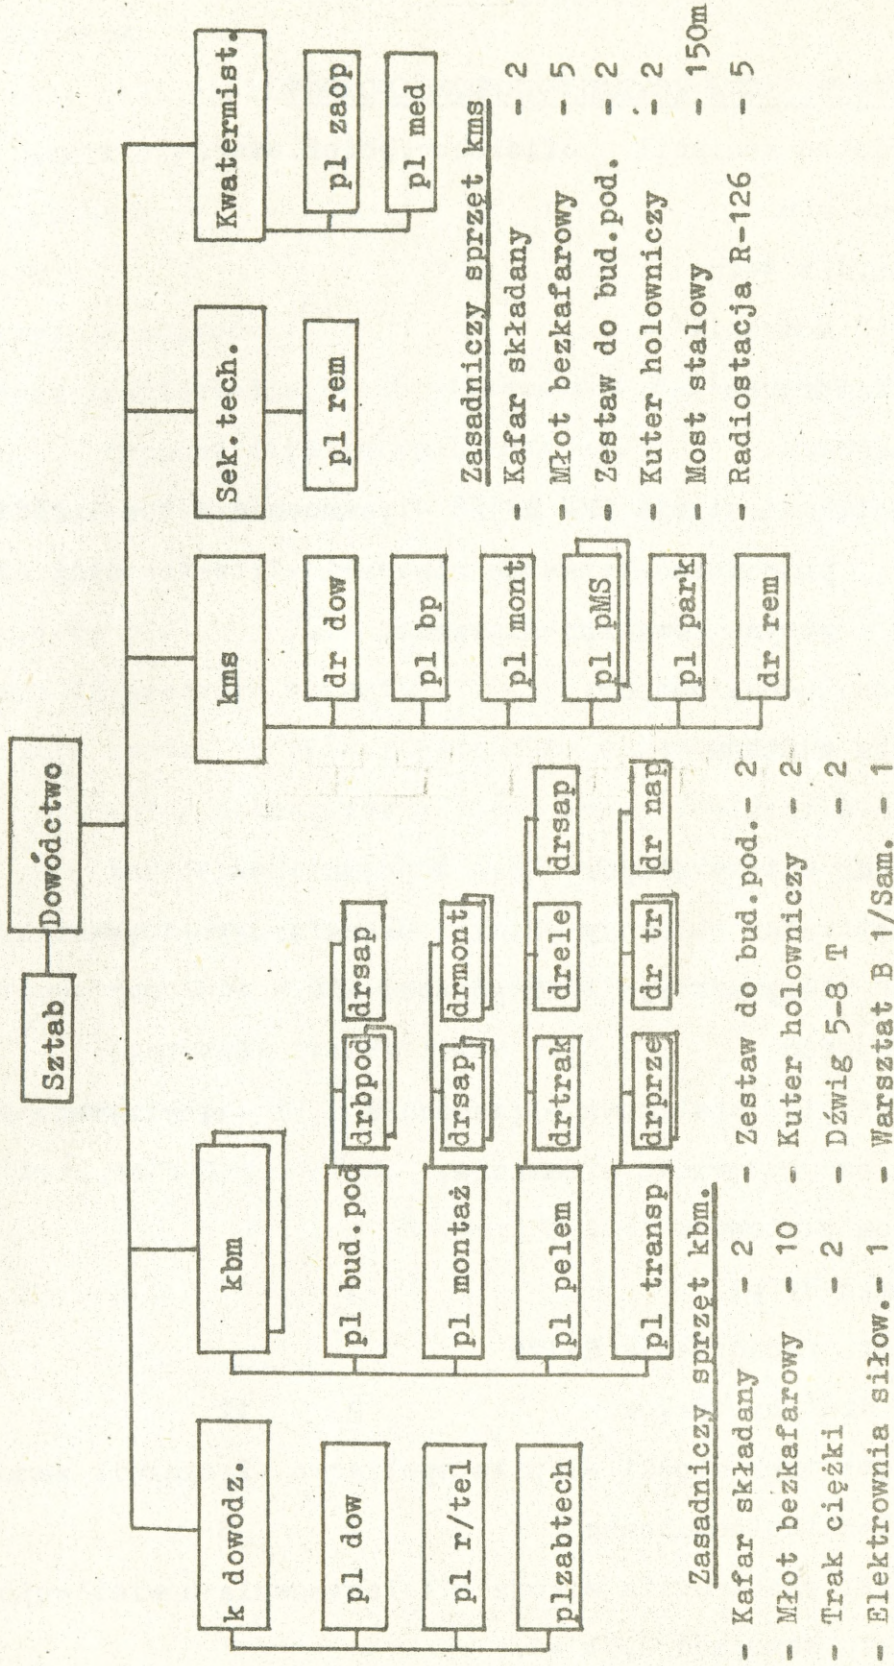 Dowództwo
Sztab
k dowodz.
pl dow
pl r/tel
plzabtech
kbm
pl bud.pod
drbpod
drsap
pl montaż
drsap
drmont
pl pelem
drtrak
drele
drsap
pl transp
drprze
dr tr
dr nap
kms
dr dow
pl bp
pl mont
pl pMS
pl park
dr rem
Sek.tech.
pl rem
Kwatermist.
pl zaop
pl med
Zasadniczy sprzęt kbm.
- Kafar składany - 2
- Młot bezkafarowy - 10
- Trak ciężki - 2
- Elektrownia siłow.- 1
- Zestaw do bud.pod.- 2
- Kuter holowniczy - 2
- Dźwig 5-8 T - 2
- Warsztat B 1/Sam. - 1
Zasadniczy sprzęt kms
- Kafar składany - 2
- Młot bezkafarowy - 5
- Zestaw do bud.pod. - 2
- Kuter holowniczy - 2
- Most stalowy - 150m
- Radiostacja R-126 - 5